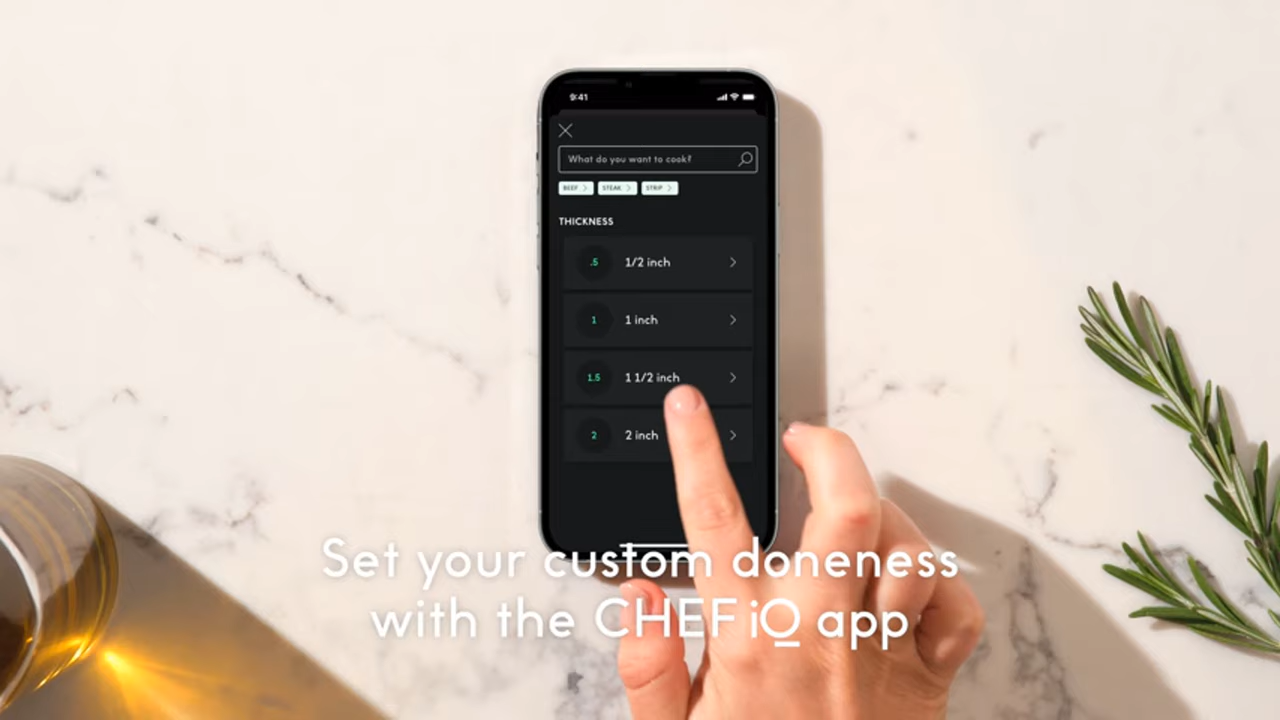 9:41
What do you want to cook?
BEEF STEAK STRIP
THICKNESS
.5 1/2 inch
1 1 inch
1.5 1 1/2 inch
2 2 inch
Set your custom doneness
with the CHEF iQ app